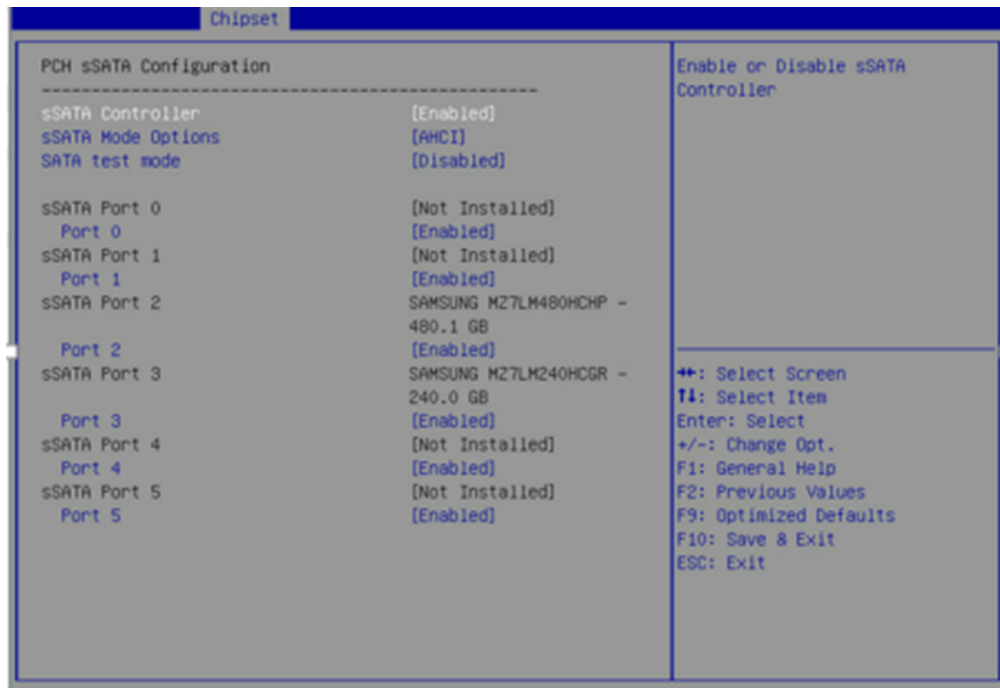 Chipset
PCH sSATA Configuration
--------------------------------------------------
sSATA Controller [Enabled]
sSATA Mode Options [AHCI]
SATA test mode [Disabled]
sSATA Port 0 [Not Installed]
Port 0 [Enabled]
sSATA Port 1 [Not Installed]
Port 1 [Enabled]
sSATA Port 2 SAMSUNG MZ7LM480HCHP -
480.1 GB
Port 2 [Enabled]
sSATA Port 3 SAMSUNG MZ7LM240HCGR -
240.0 GB
Port 3 [Enabled]
sSATA Port 4 [Not Installed]
Port 4 [Enabled]
sSATA Port 5 [Not Installed]
Port 5 [Enabled]
Enable or Disable sSATA
Controller
→←: Select Screen
↑↓: Select Item
Enter: Select
+/-: Change Opt.
F1: General Help
F2: Previous Values
F9: Optimized Defaults
F10: Save & Exit
ESC: Exit